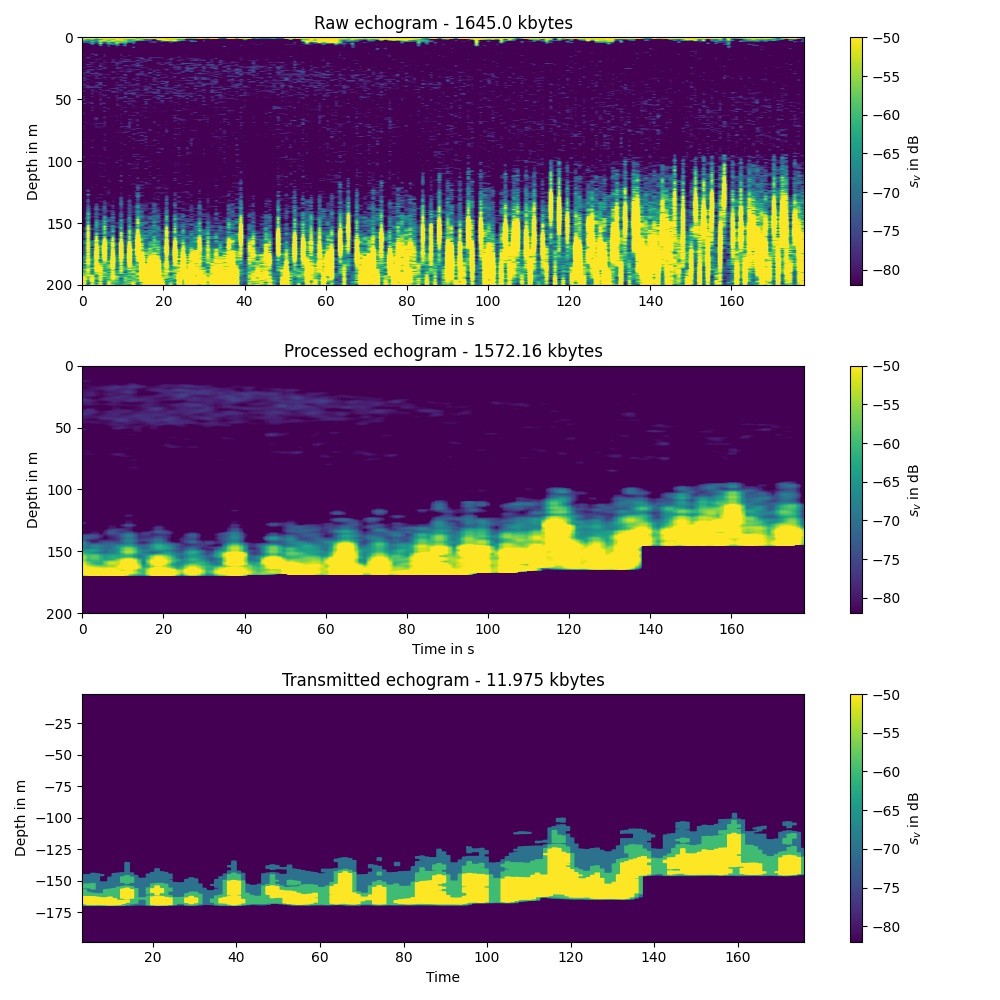 Raw echogram - 1645.0 kbytes
0
50
100
150
200
Depth in m
0 20 40 60 80 100 120 140 160
Time in s
−50
−55
−60
−65
−70
−75
−80
s_v in dB
Processed echogram - 1572.16 kbytes
0
50
100
150
200
Depth in m
0 20 40 60 80 100 120 140 160
Time in s
−50
−55
−60
−65
−70
−75
−80
s_v in dB
Transmitted echogram - 11.975 kbytes
−25
−50
−75
−100
−125
−150
−175
Depth in m
20 40 60 80 100 120 140 160
Time
−50
−55
−60
−65
−70
−75
−80
s_v in dB